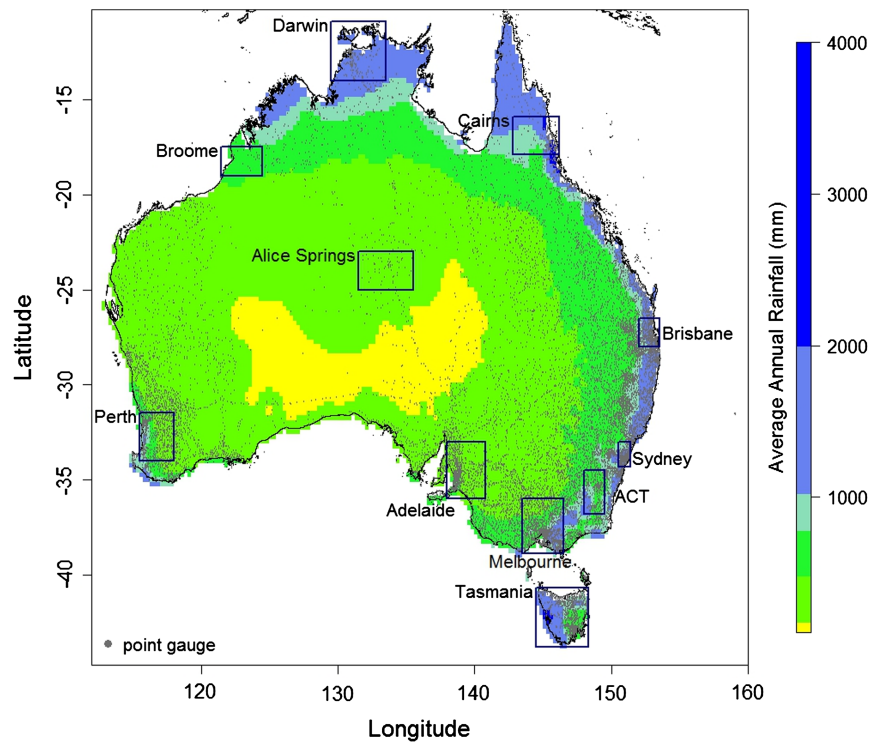 Darwin
4000
-15
Cairns
Broome
3000
-20
Alice Springs
-25
Brisbane
2000
Latitude
Average Annual Rainfall (mm)
-30
Perth
Sydney
-35
ACT
1000
Adelaide
Melbourne
-40
Tasmania
point gauge
120
130
140
150
160
Longitude